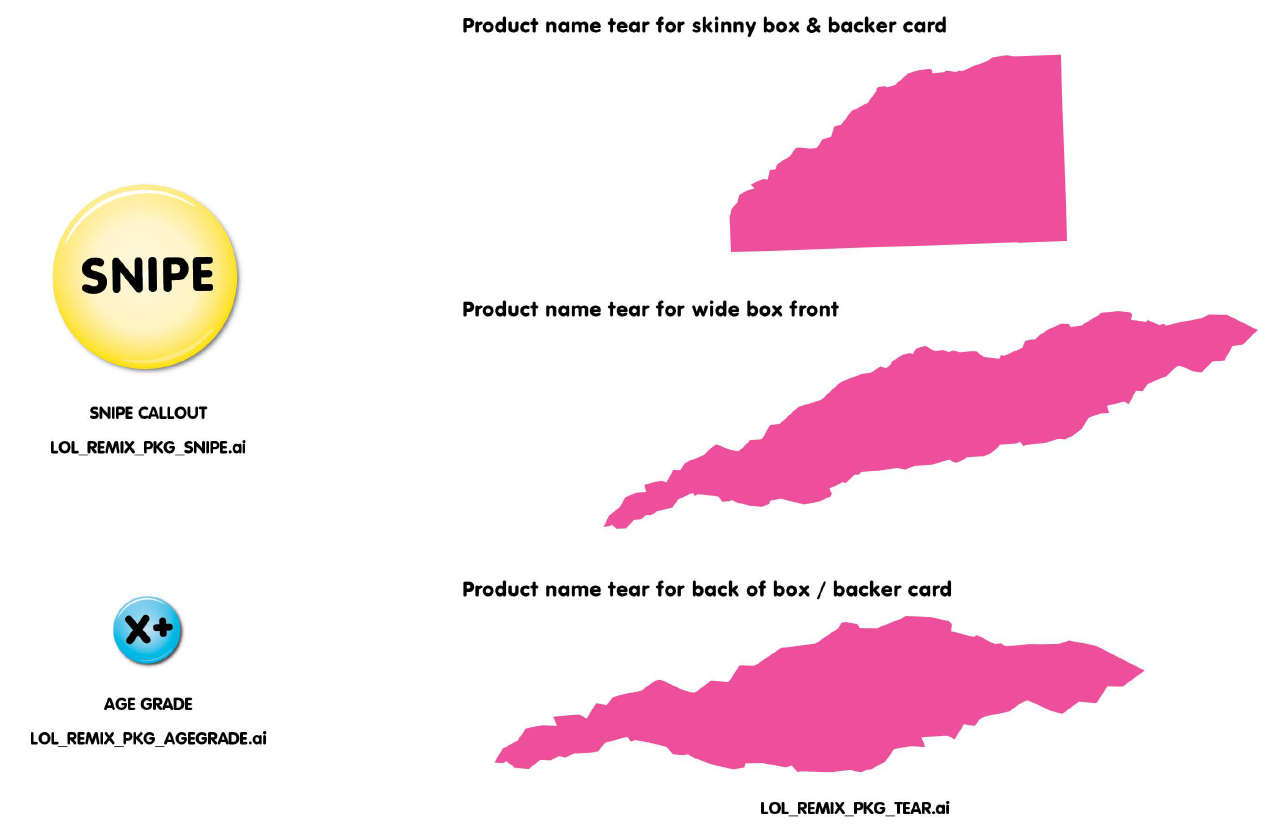 Product name tear for skinny box & backer card
SNIPE
Product name tear for wide box front
SNIPE CALLOUT
LOL_REMIX_PKG_SNIPE.ai
Product name tear for back of box / backer card
X+
AGE GRADE
LOL_REMIX_PKG_AGEGRADE.ai
LOL_REMIX_PKG_TEAR.ai